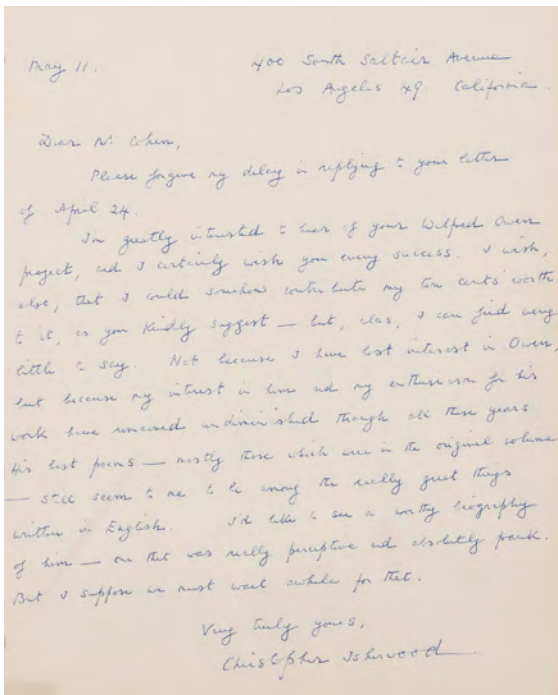 May 11.
400 South Saltair Avenue
Los Angeles 49. California.
Dear Mr Cohen,
Please forgive my delay in replying to your letter
of April 24.
I'm greatly interested to hear of your Wilfred Owen
project, and I certainly wish you every success. I wish,
also, that I could somehow contribute my two cents worth
to it, as you kindly suggest — but, alas, I can find very
little to say. Not because I have lost interest in Owen,
but because my interest in him and my enthusiasm for his
work have remained undiminished through all these years
His best poems — mostly those which were in the original volume
— still seem to me to be among the really great things
written in English. I'd like to see a worthy biography
of him — one that was really perceptive and absolutely frank.
But I suppose we must wait awhile for that.
Very truly yours,
Christopher Isherwood